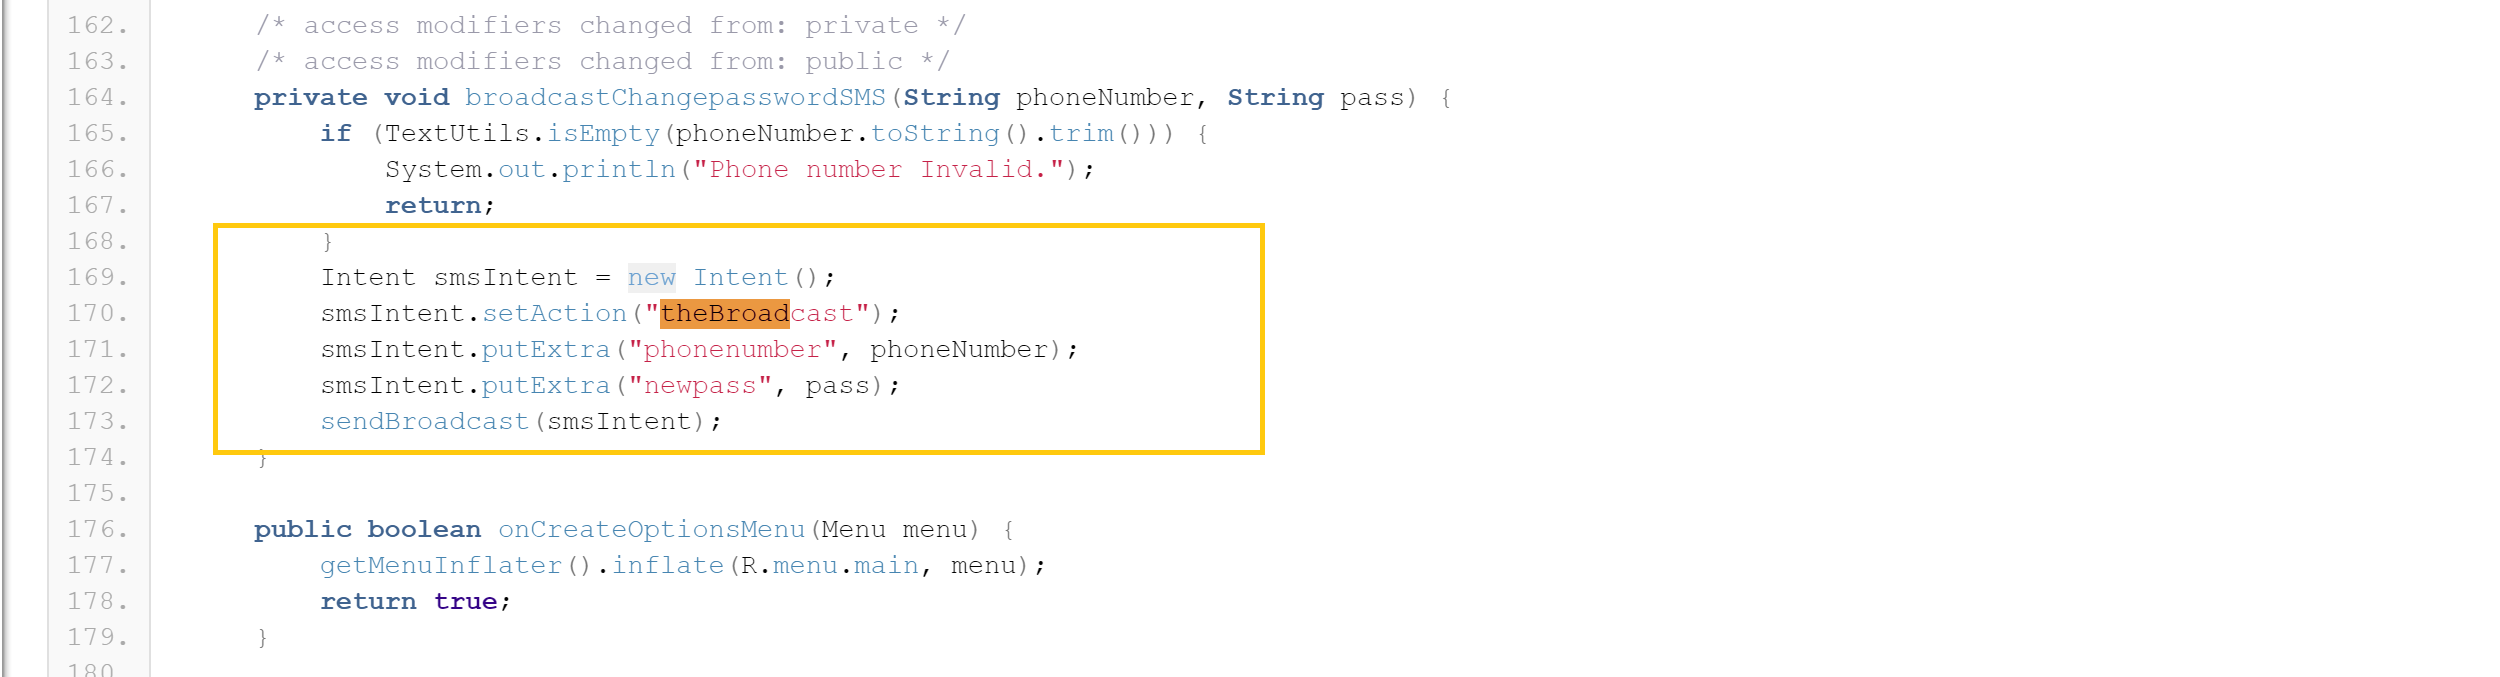 162. /* access modifiers changed from: private */
163. /* access modifiers changed from: public */
164. private void broadcastChangepasswordSMS(String phoneNumber, String pass) {
165. if (TextUtils.isEmpty(phoneNumber.toString().trim())) {
166. System.out.println("Phone number Invalid.");
167. return;
168. }
169. Intent smsIntent = new Intent();
170. smsIntent.setAction("theBroadcast");
171. smsIntent.putExtra("phonenumber", phoneNumber);
172. smsIntent.putExtra("newpass", pass);
173. sendBroadcast(smsIntent);
174. }
175.
176. public boolean onCreateOptionsMenu(Menu menu) {
177. getMenuInflater().inflate(R.menu.main, menu);
178. return true;
179. }
180